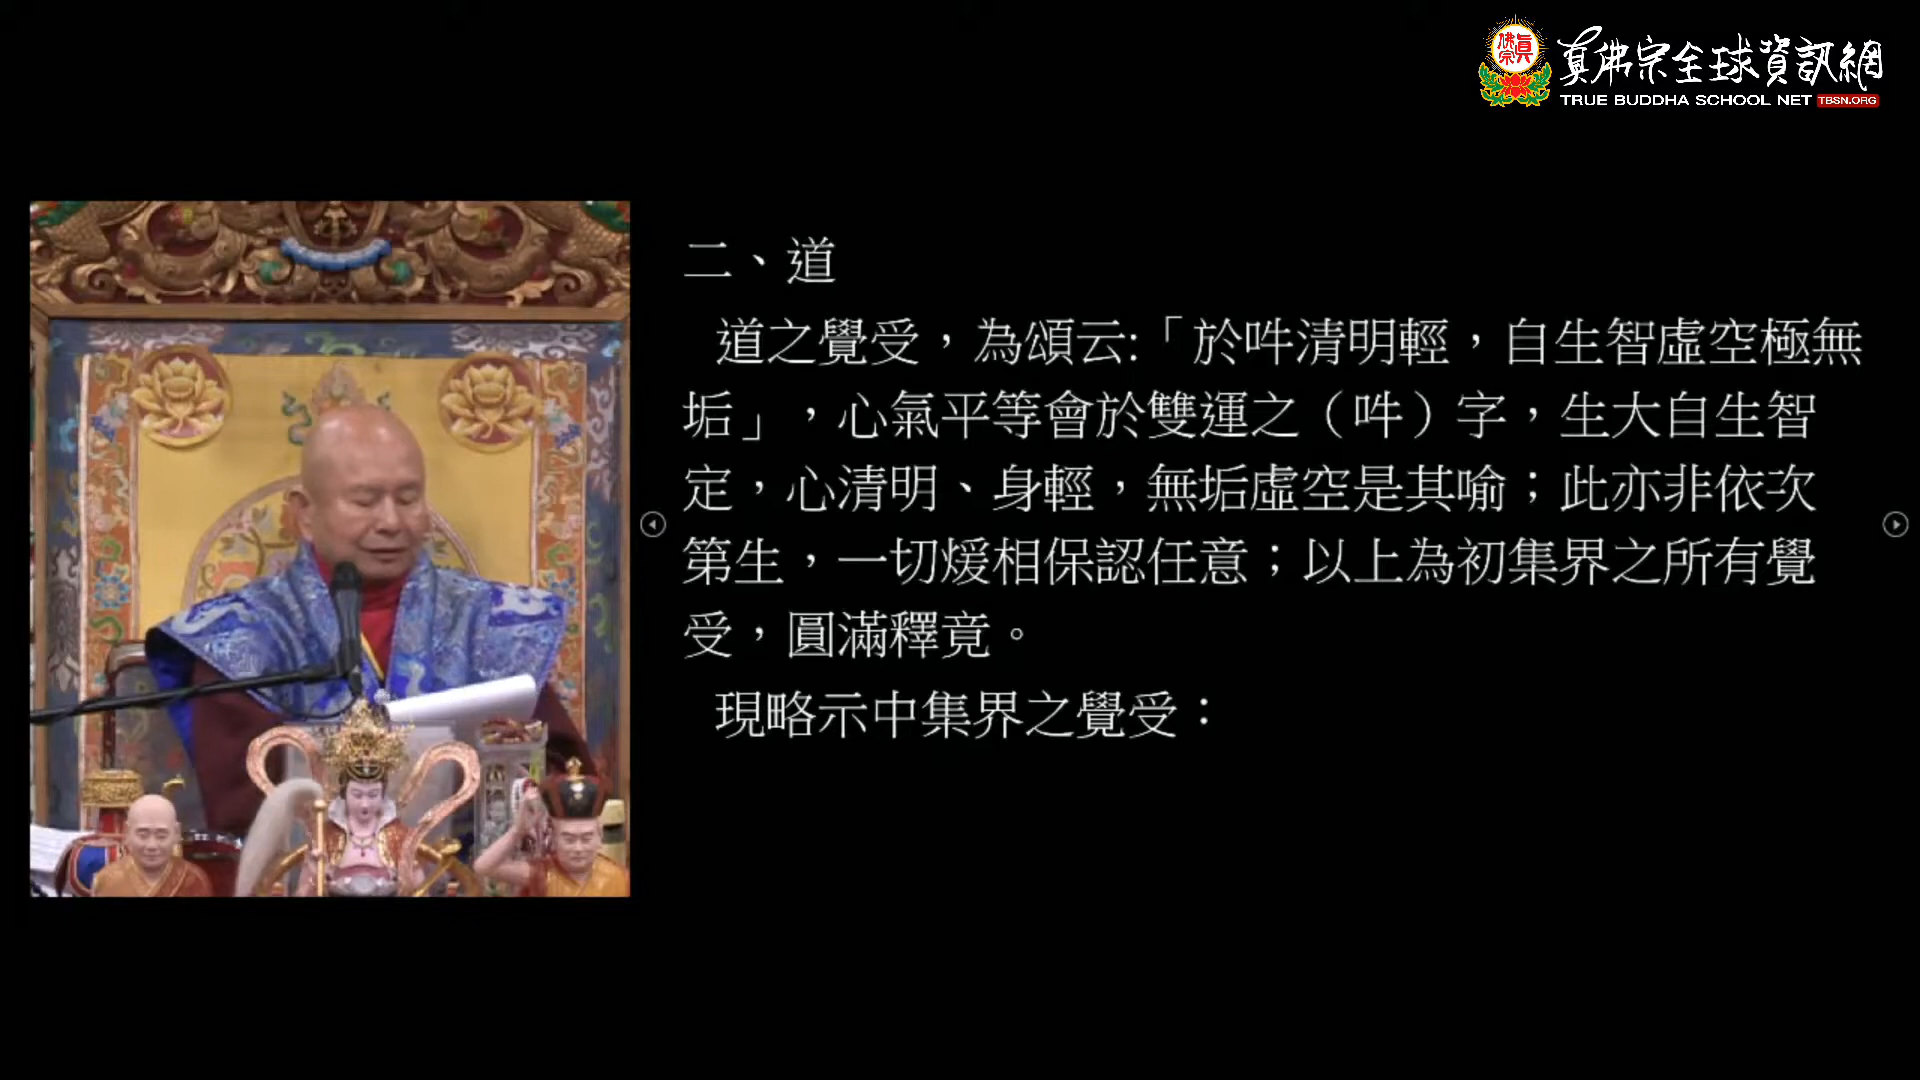 真佛宗
真佛宗全球資訊網
TRUE BUDDHA SCHOOL NET TBSN.ORG
二、道
道之覺受，為頌云:「於吽清明輕，自生智虛空極無
垢」，心氣平等會於雙運之（吽）字，生大自生智
定，心清明、身輕，無垢虛空是其喻；此亦非依次
第生，一切煖相保認任意；以上為初集界之所有覺
受，圓滿釋竟。
現略示中集界之覺受：